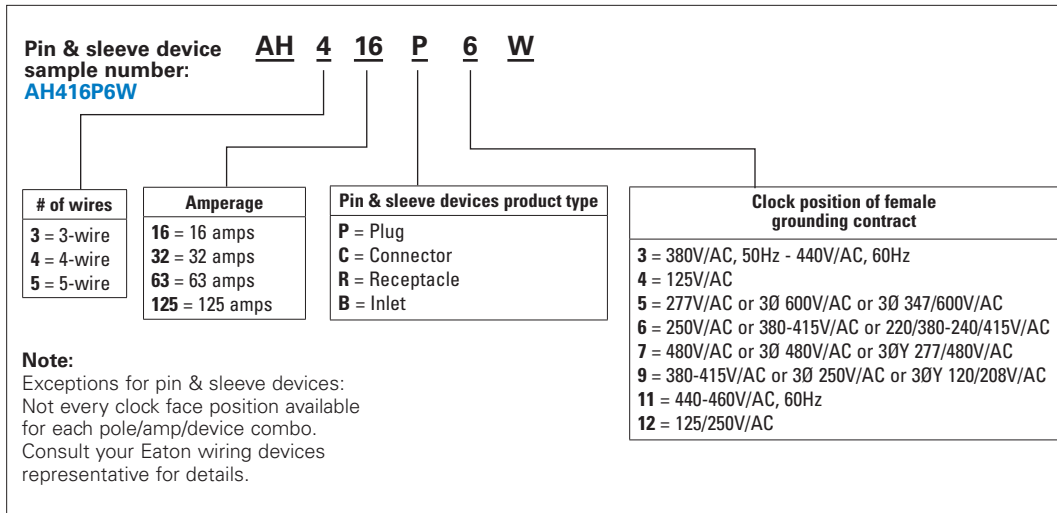 Pin & sleeve device
sample number:
AH416P6W
AH 4 16 P 6 W
# of wires
3 = 3-wire
4 = 4-wire
5 = 5-wire
Amperage
16 = 16 amps
32 = 32 amps
63 = 63 amps
125 = 125 amps
Pin & sleeve devices product type
P = Plug
C = Connector
R = Receptacle
B = Inlet
Clock position of female
grounding contract
3 = 380V/AC, 50Hz - 440V/AC, 60Hz
4 = 125V/AC
5 = 277V/AC or 3Ø 600V/AC or 3Ø 347/600V/AC
6 = 250V/AC or 380-415V/AC or 220/380-240/415V/AC
7 = 480V/AC or 3Ø 480V/AC or 3ØY 277/480V/AC
9 = 380-415V/AC or 3Ø 250V/AC or 3ØY 120/208V/AC
11 = 440-460V/AC, 60Hz
12 = 125/250V/AC
Note:
Exceptions for pin & sleeve devices:
Not every clock face position available
for each pole/amp/device combo.
Consult your Eaton wiring devices
representative for details.